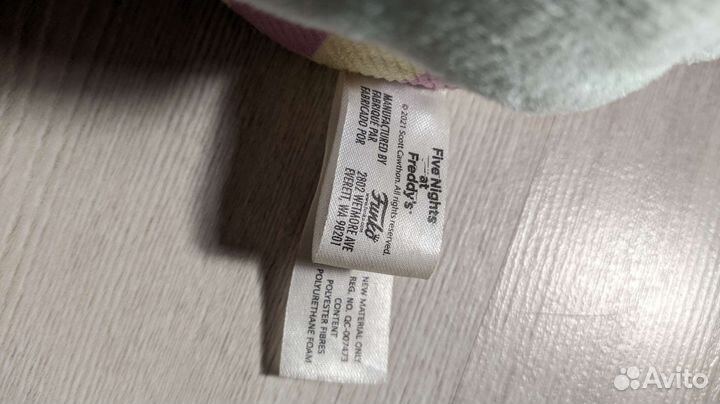 Five Nights
at
Freddy's
© 2021 Scott Cawthon. All rights reserved.
Funko
MANUFACTURED BY
FABRIQUÉ PAR
FABRICADO POR
2802 WETMORE AVE
EVERETT, WA 98201
NEW MATERIAL ONLY
REG. NO. QC-007473
CONTENT
POLYESTER FIBRES
POLYURETHANE FOAM
Avito